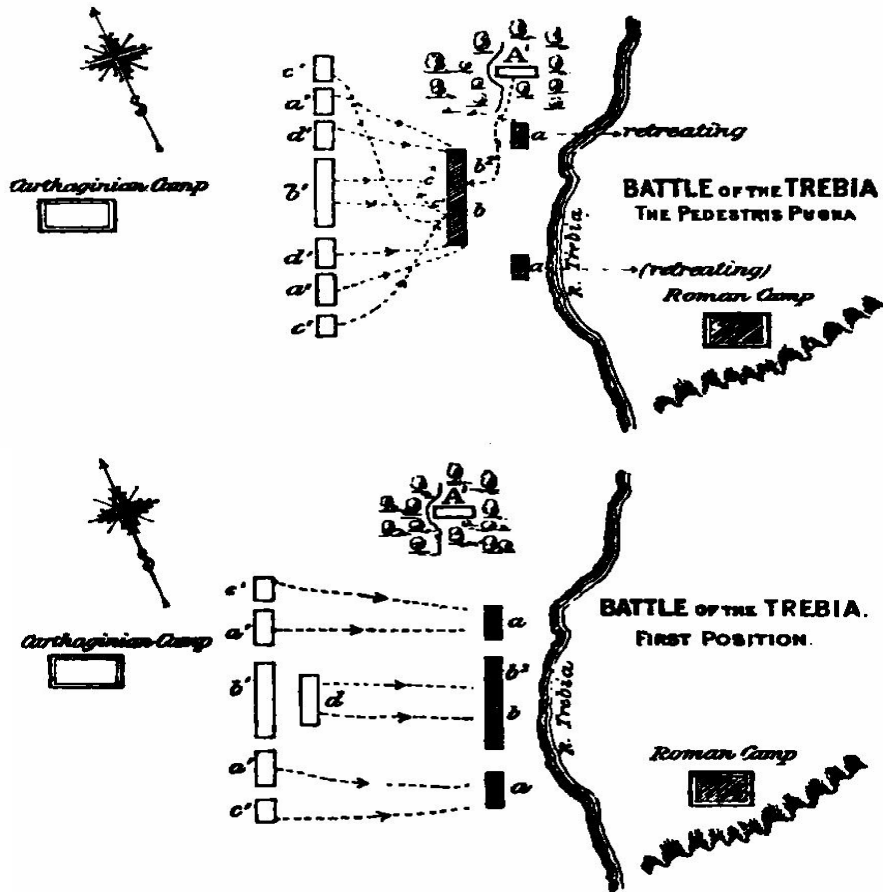 c'
A'
a'
d'
a
retreating
b²
Carthaginian Camp
b'
b
BATTLE OF THE TREBIA
THE PEDESTRIS PUGNA
R. Trebia
d'
a
(retreating)
a'
Roman Camp
c'
A'
c'
BATTLE OF THE TREBIA.
a'
a
FIRST POSITION.
Carthaginian Camp
b²
b'
d
b
R. Trebia
Roman Camp
a'
a
c'